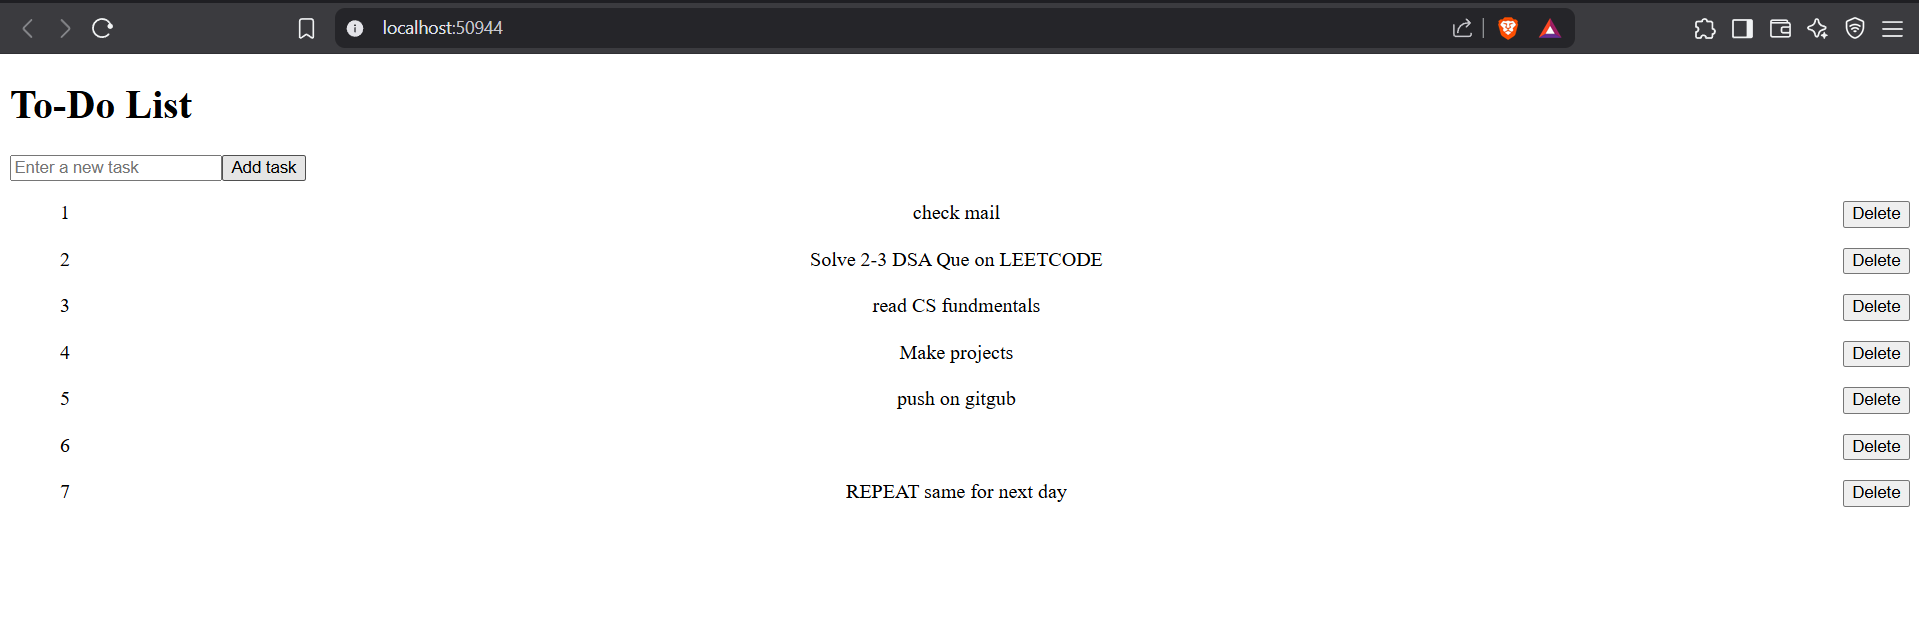 localhost:50944
To-Do List
Enter a new task Add task
1 check mail Delete
2 Solve 2-3 DSA Que on LEETCODE Delete
3 read CS fundmentals Delete
4 Make projects Delete
5 push on gitgub Delete
6 Delete
7 REPEAT same for next day Delete